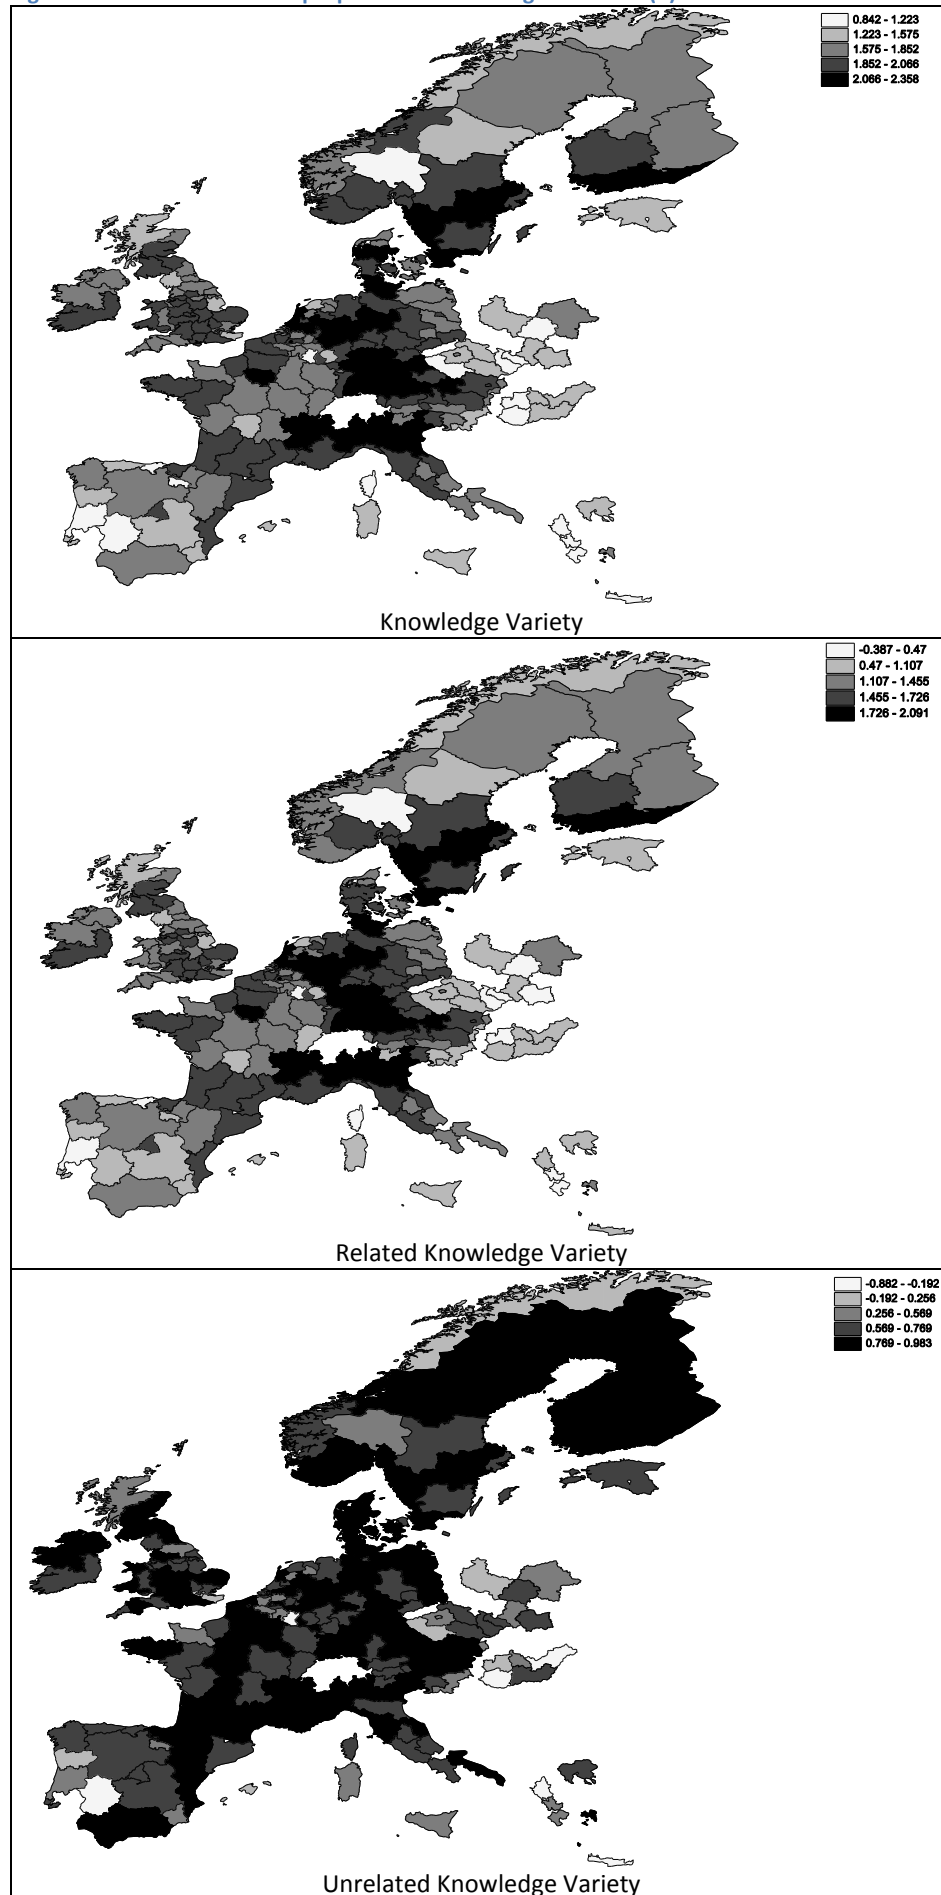 0.842 - 1.223
1.223 - 1.575
1.575 - 1.852
1.852 - 2.066
2.066 - 2.358
Knowledge Variety
-0.387 - 0.47
0.47 - 1.107
1.107 - 1.455
1.455 - 1.726
1.726 - 2.091
Related Knowledge Variety
-0.882 - -0.192
-0.192 - 0.256
0.256 - 0.569
0.569 - 0.769
0.769 - 0.983
Unrelated Knowledge Variety